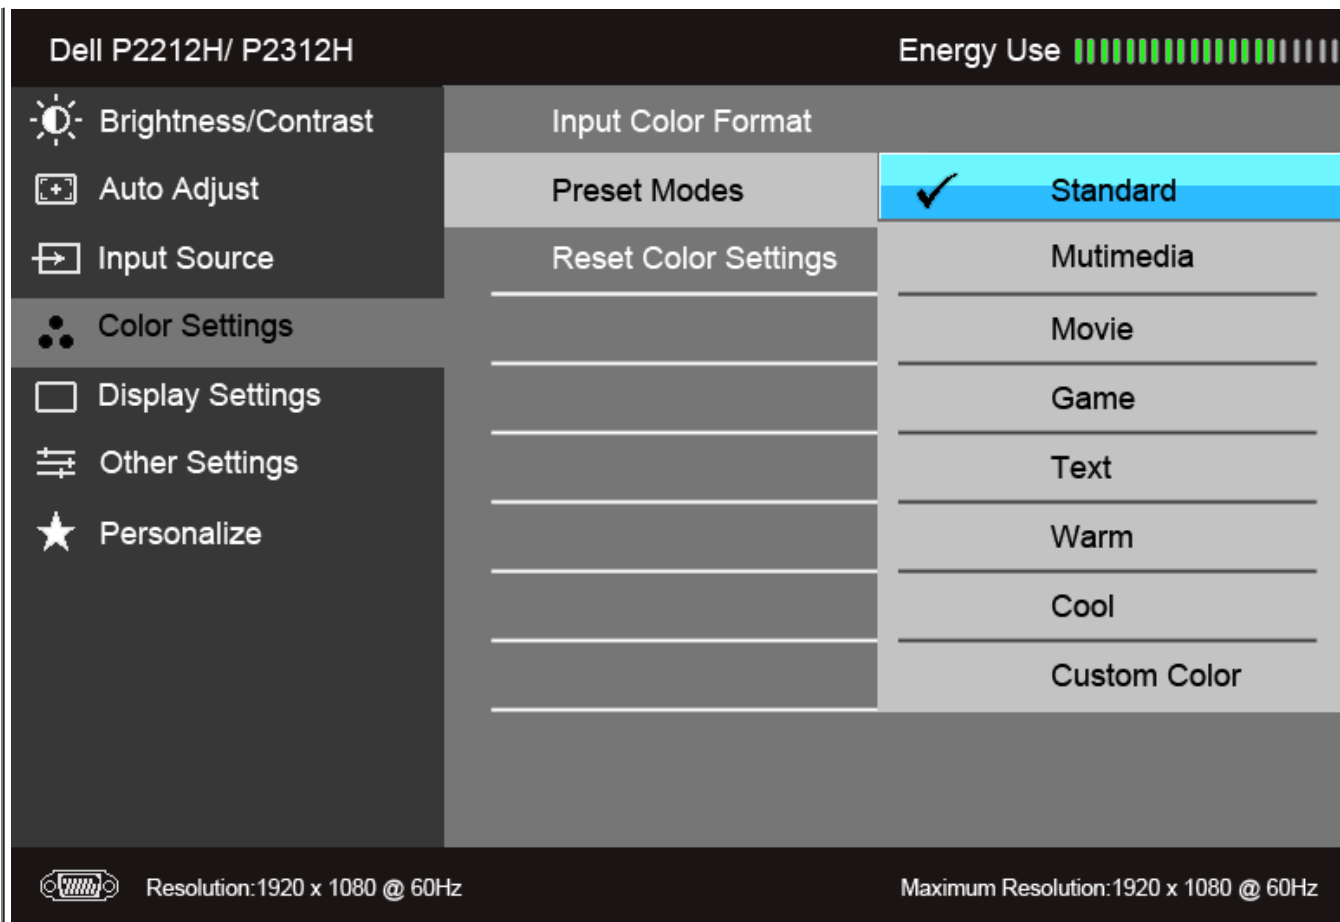 Dell P2212H/ P2312H
Energy Use
Brightness/Contrast
Auto Adjust
Input Source
Color Settings
Display Settings
Other Settings
Personalize
Input Color Format
Preset Modes
Reset Color Settings
Standard
Mutimedia
Movie
Game
Text
Warm
Cool
Custom Color
Resolution:1920 x 1080 @ 60Hz
Maximum Resolution:1920 x 1080 @ 60Hz